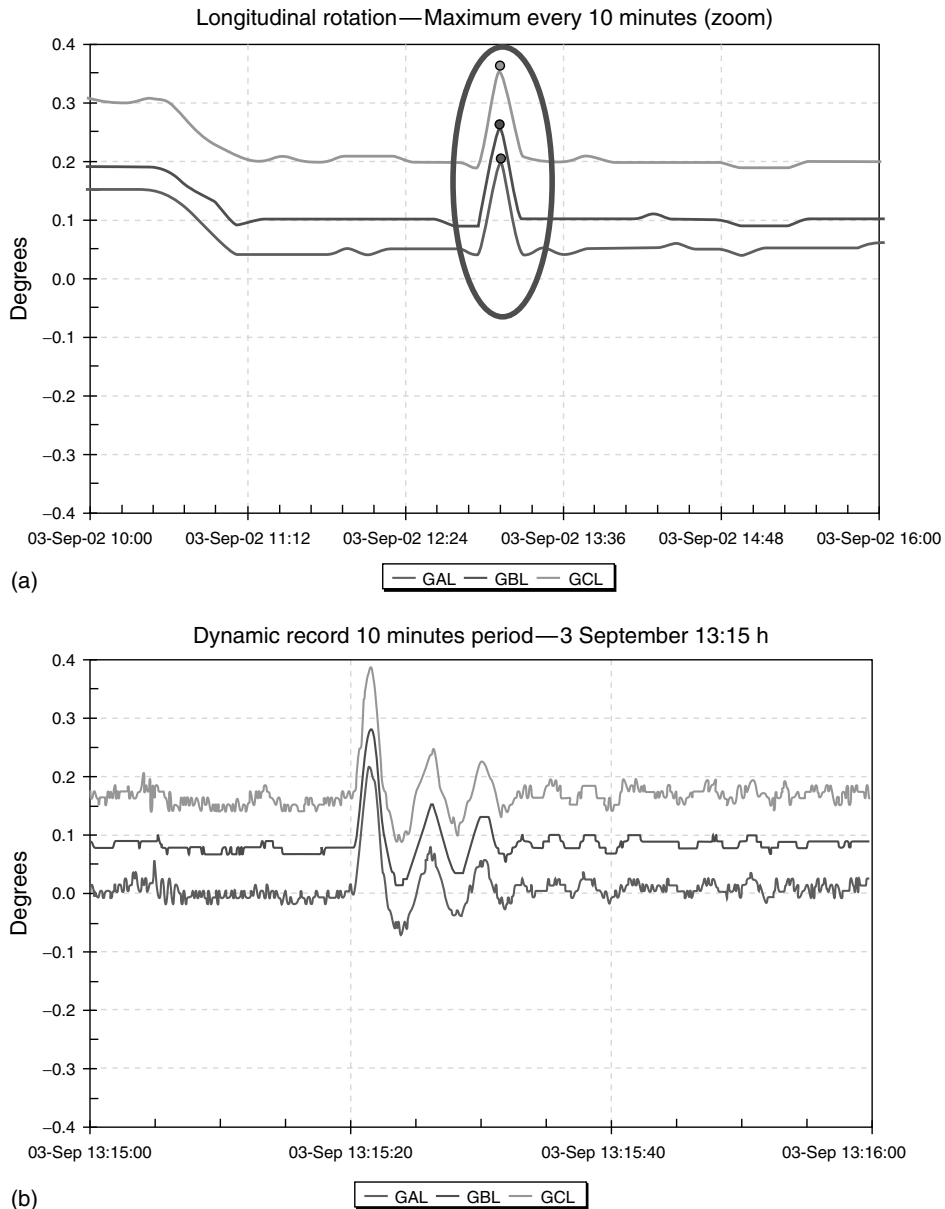 Longitudinal rotation—Maximum every 10 minutes (zoom)
0.4
0.3
0.2
0.1
0.0
−0.1
−0.2
−0.3
−0.4
Degrees
03-Sep-02 10:00 03-Sep-02 11:12 03-Sep-02 12:24 03-Sep-02 13:36 03-Sep-02 14:48 03-Sep-02 16:00
GAL GBL GCL
(a)
Dynamic record 10 minutes period—3 September 13:15 h
0.4
0.3
0.2
0.1
0.0
−0.1
−0.2
−0.3
−0.4
Degrees
03-Sep 13:15:00 03-Sep 13:15:20 03-Sep 13:15:40 03-Sep 13:16:00
GAL GBL GCL
(b)